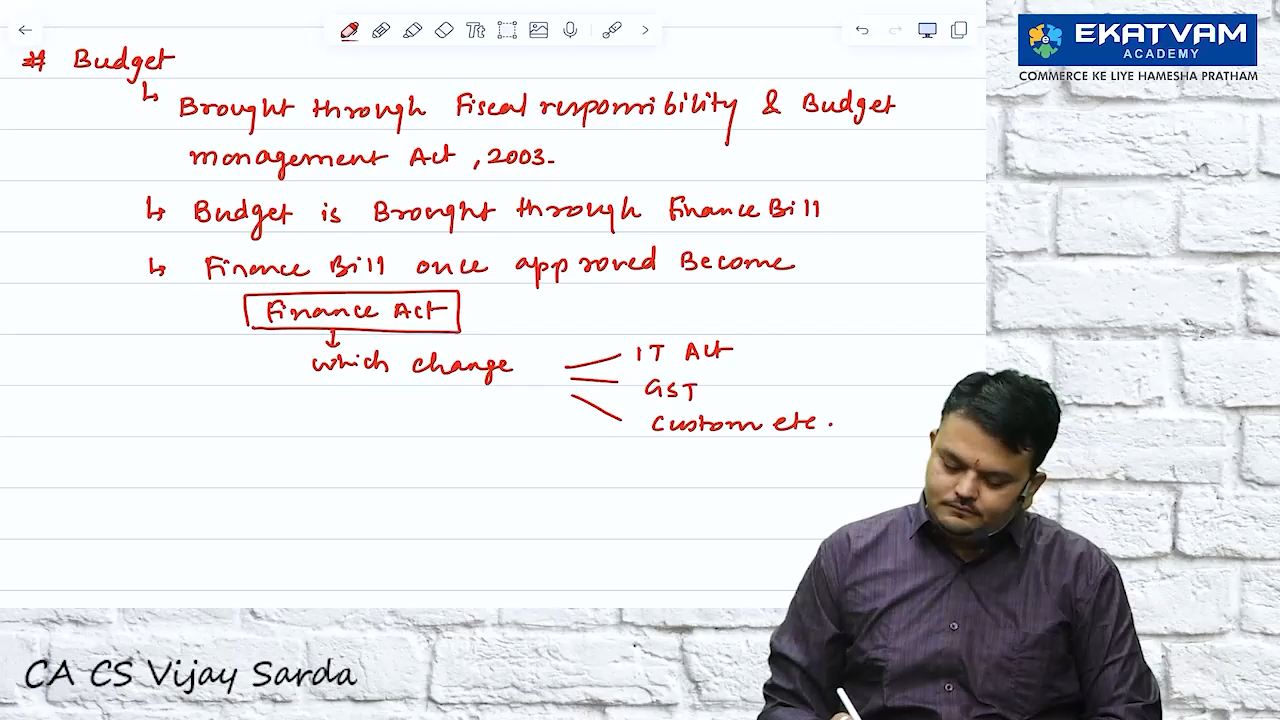 # Budget
↳ Brought through Fiscal responsibility & Budget
management Act, 2003.
↳ Budget is Brought through Finance Bill
↳ Finance Bill once approved Become
Finance Act
↓
which change
IT Act
GST
Custom etc.
Tt
EKATVAM
ACADEMY
COMMERCE KE LIYE HAMESHA PRATHAM
CA CS Vijay Sarda